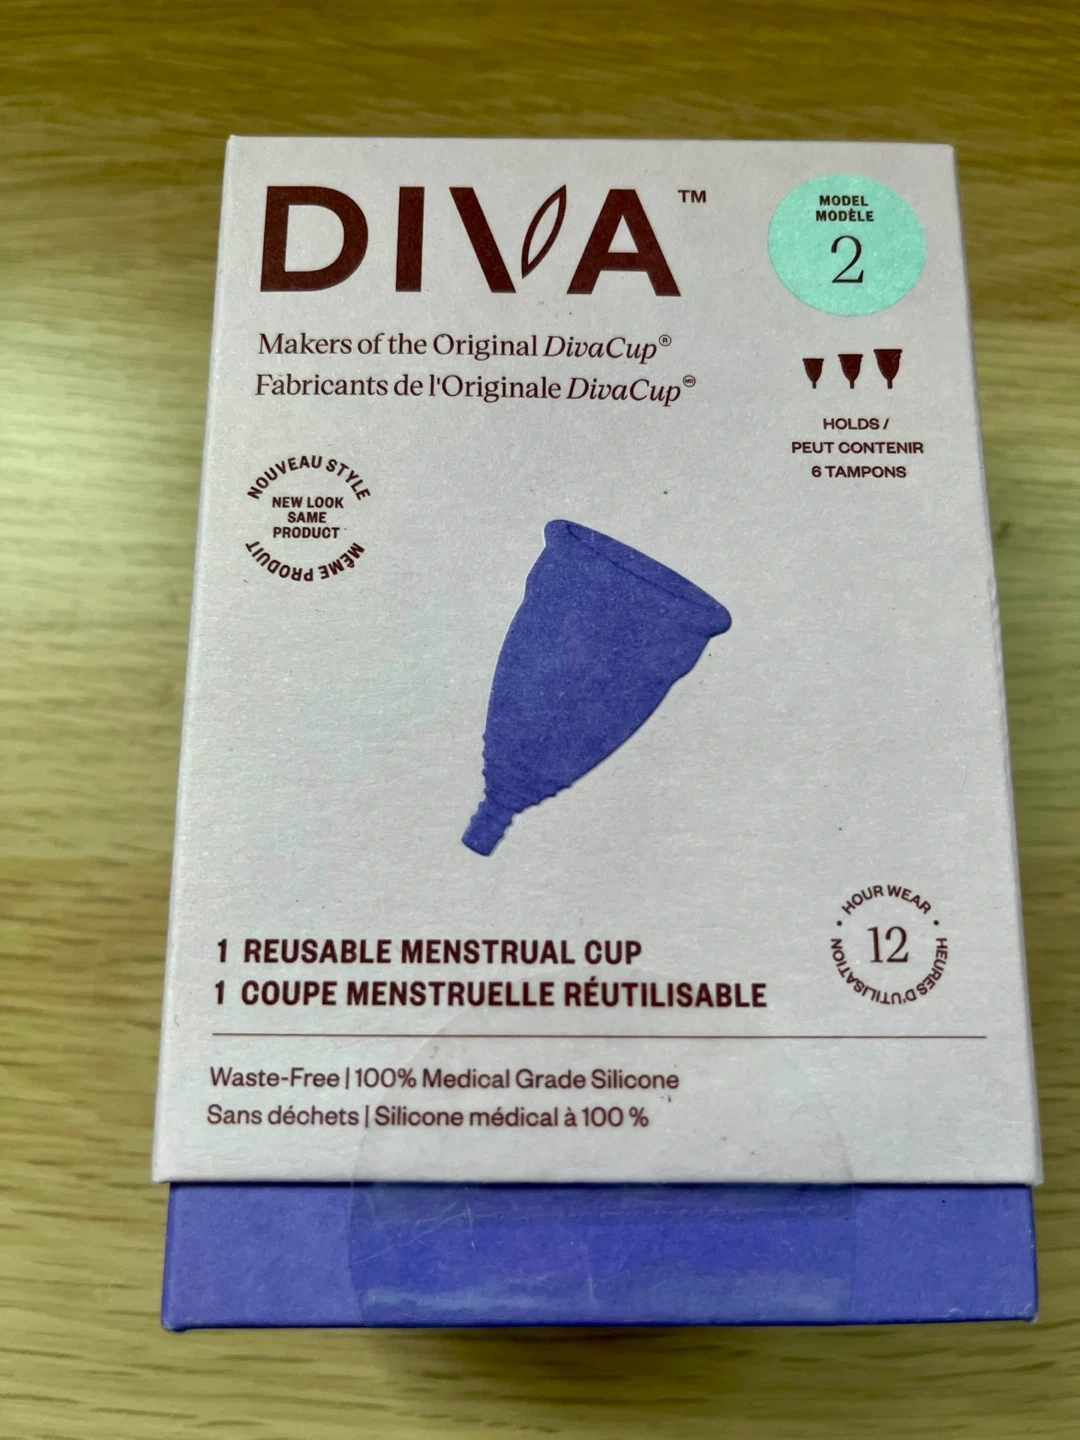 DIVA™
MODEL
MODÈLE
2
Makers of the Original DivaCup®
Fabricants de l'Originale DivaCup MD
HOLDS /
PEUT CONTENIR
6 TAMPONS
NOUVEAU STYLE
NEW LOOK
SAME
PRODUCT
MÊME PRODUIT
HOUR WEAR
12
HEURES D'UTILISATION
1 REUSABLE MENSTRUAL CUP
1 COUPE MENSTRUELLE RÉUTILISABLE
Waste-Free | 100% Medical Grade Silicone
Sans déchets | Silicone médical à 100 %